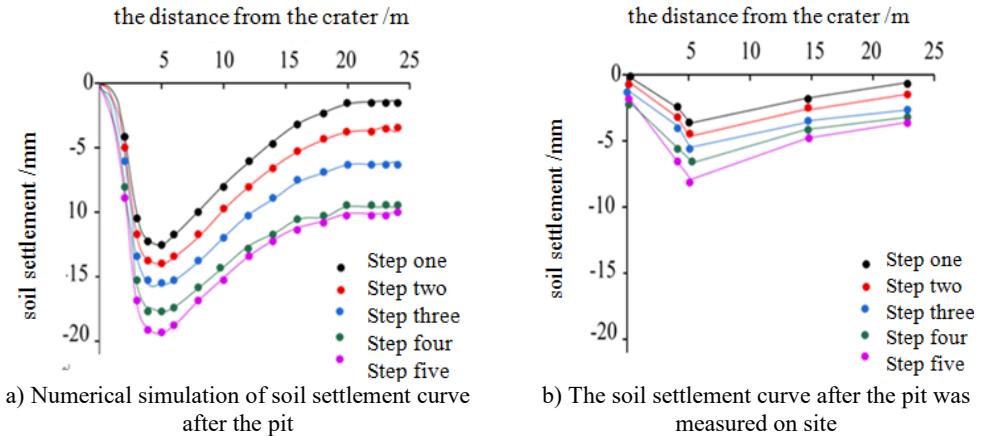 the distance from the crater /m
5 10 15 20 25
0
-5
10
-15
-20
soil settlement /mm
Step one
Step two
Step three
Step four
Step five
a) Numerical simulation of soil settlement curve
after the pit
the distance from the crater /m
5 10 15 20 25
0
-5
-10
-15
-20
soil settlement /mm
Step one
Step two
Step three
Step four
Step five
b) The soil settlement curve after the pit was
measured on site